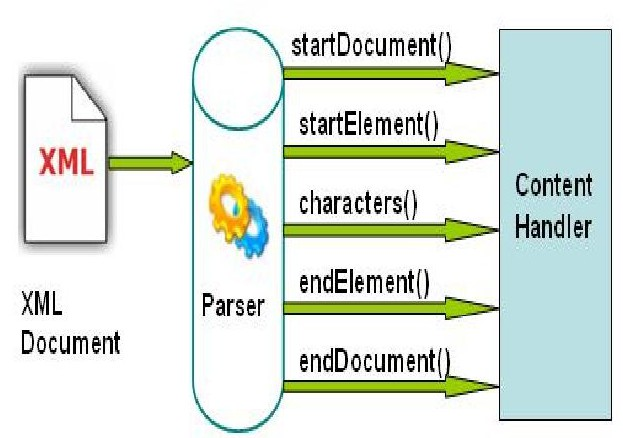 startDocument()
XML
startElement()
characters()
Content
Handler
endElement()
XML
Document
Parser
endDocument()